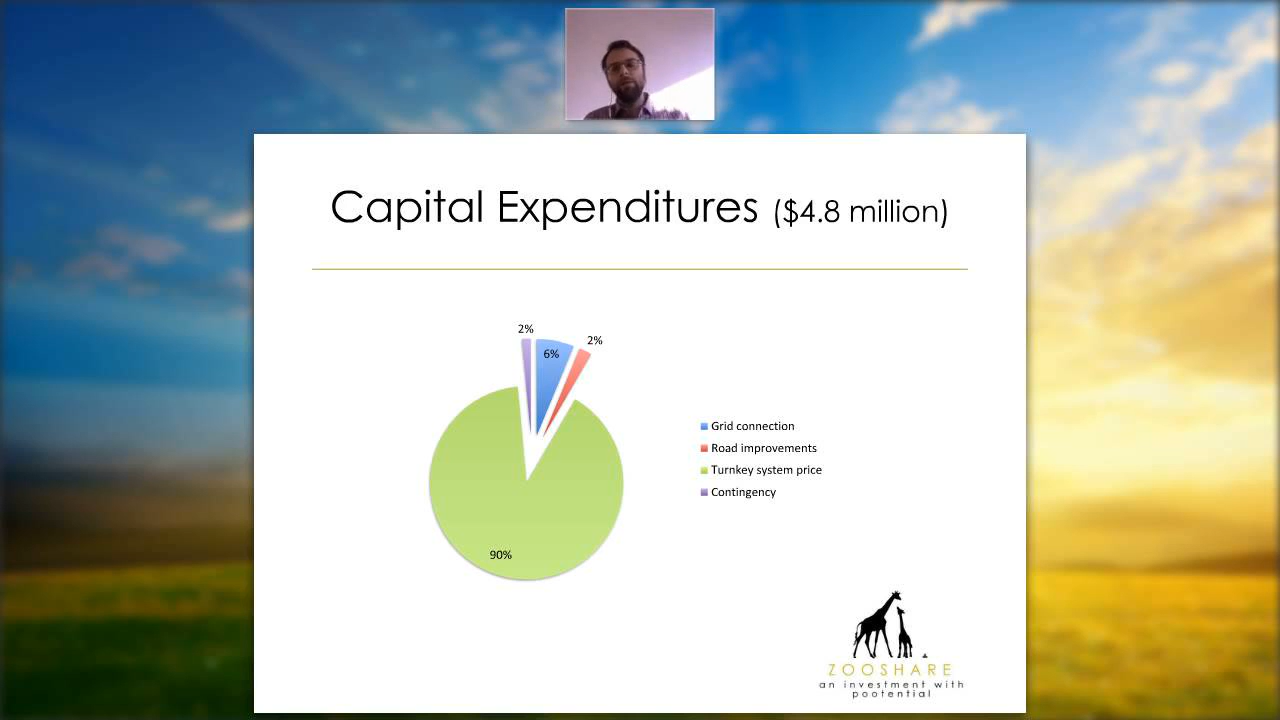 Capital Expenditures ($4.8 million)
2%
6%
2%
90%
Grid connection
Road improvements
Turnkey system price
Contingency
ZOOSHARE
an investment with
pootential